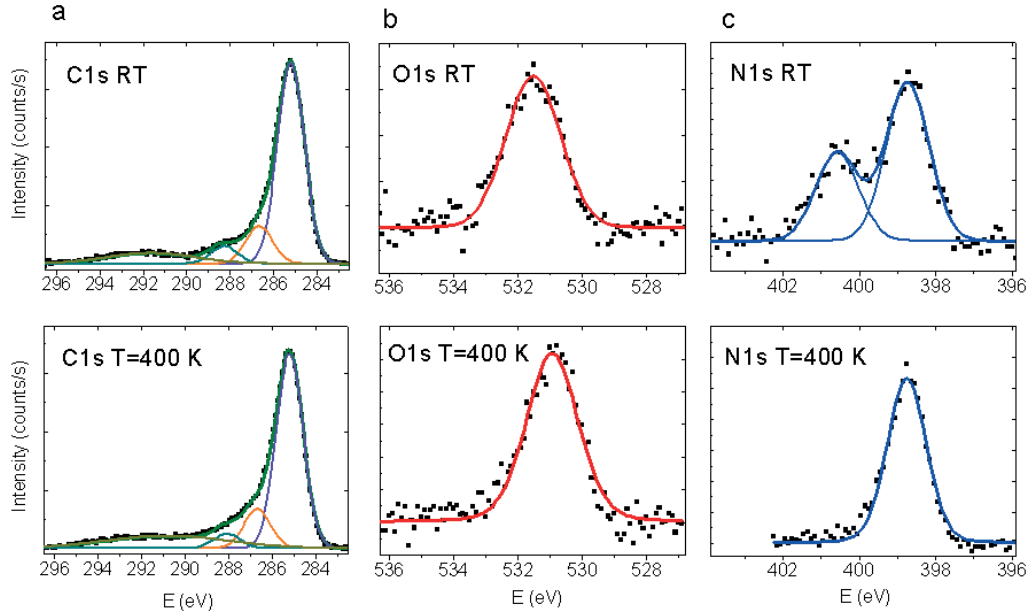 a
b
c
C1s RT
O1s RT
N1s RT
Intensity (counts/s)
296 294 292 290 288 286 284
536 534 532 530 528
402 400 398 396
C1s T=400 K
O1s T=400 K
N1s T=400 K
Intensity (counts/s)
296 294 292 290 288 286 284
536 534 532 530 528
402 400 398 396
E (eV)
E (eV)
E (eV)